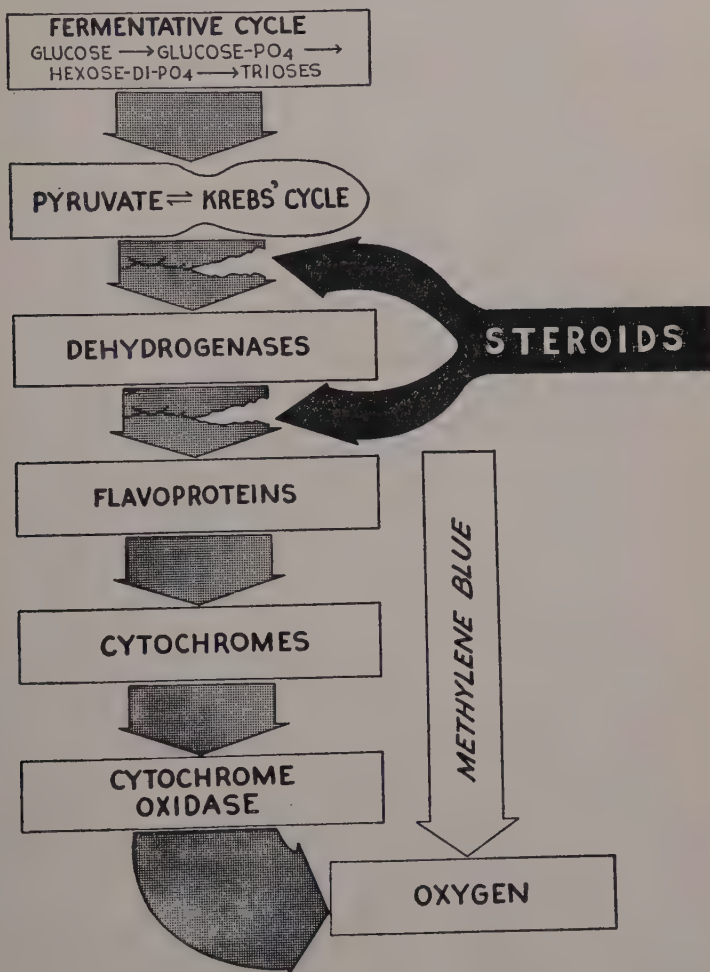 FERMENTATIVE CYCLE
GLUCOSE → GLUCOSE-PO4 →
HEXOSE-DI-PO4 → TRIOSES
PYRUVATE ⇌ KREBS' CYCLE
STEROIDS
DEHYDROGENASES
FLAVOPROTEINS
METHYLENE BLUE
CYTOCHROMES
CYTOCHROME
OXIDASE
OXYGEN